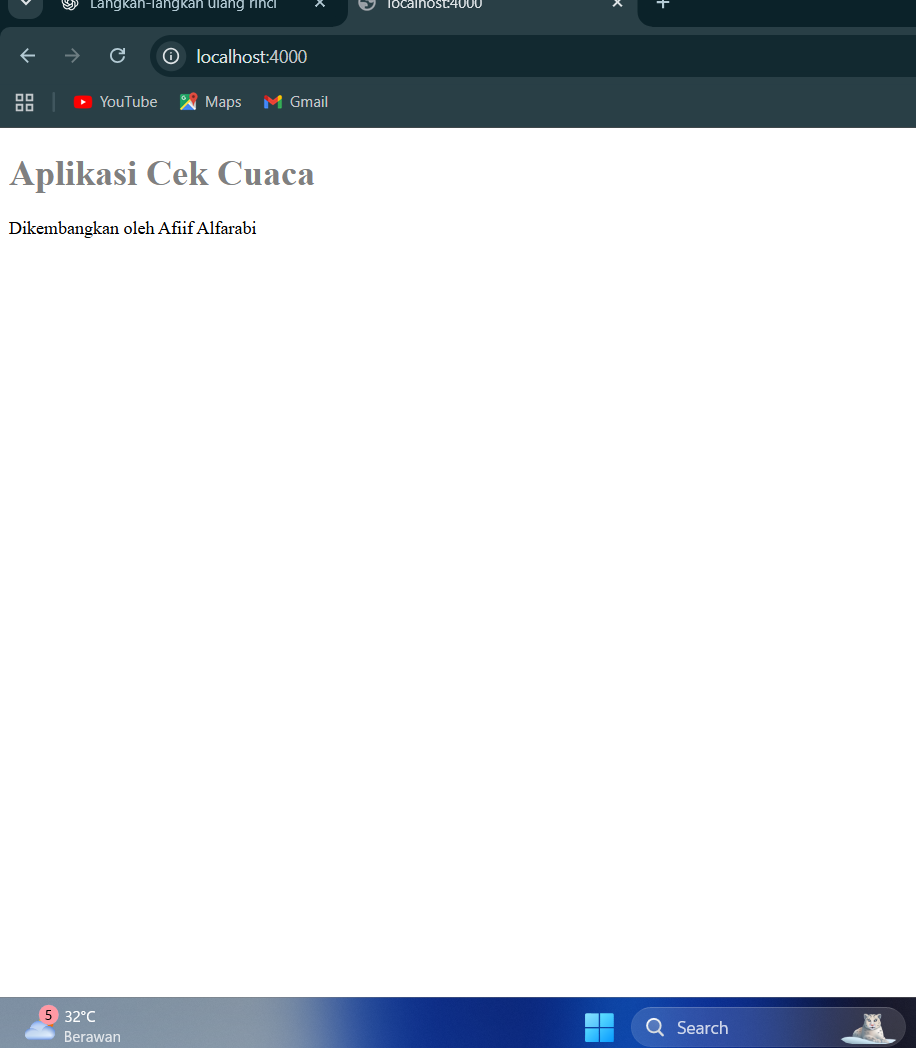 Langkah-langkah ulang rinci
localhost:4000
localhost:4000
YouTube
Maps
Gmail
Aplikasi Cek Cuaca
Dikembangkan oleh Afiif Alfarabi
5
32°C
Berawan
Search